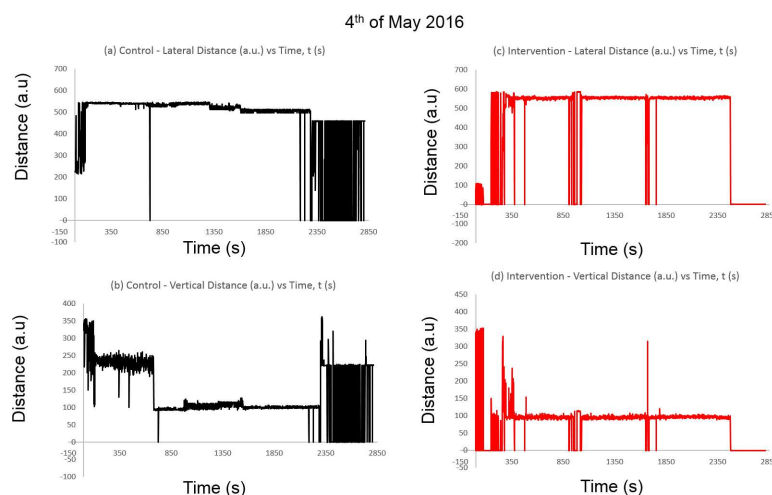 4th of May 2016
(a) Control - Lateral Distance (a.u.) vs Time, t (s)
700
600
500
400
300
200
100
0
-100
-150 350 850 1350 1850 2350 2850
Distance (a.u)
Time (s)
(c) Intervention - Lateral Distance (a.u.) vs Time, t (s)
700
600
500
400
300
200
100
0
-100
-200
-150 350 850 1350 1850 2350 285
Distance (a.u)
Time (s)
(b) Control - Vertical Distance (a.u.) vs Time, t (s)
400
350
300
250
200
150
100
50
0
-50
-100
-150 350 850 1350 1850 2350 2850
Distance (a.u)
Time (s)
(d) Intervention - Vertical Distance (a.u.) vs Time, t (s)
450
400
350
300
250
200
150
100
50
0
-50
-150 350 850 1350 1850 2350 285
Distance (a.u)
Time (s)